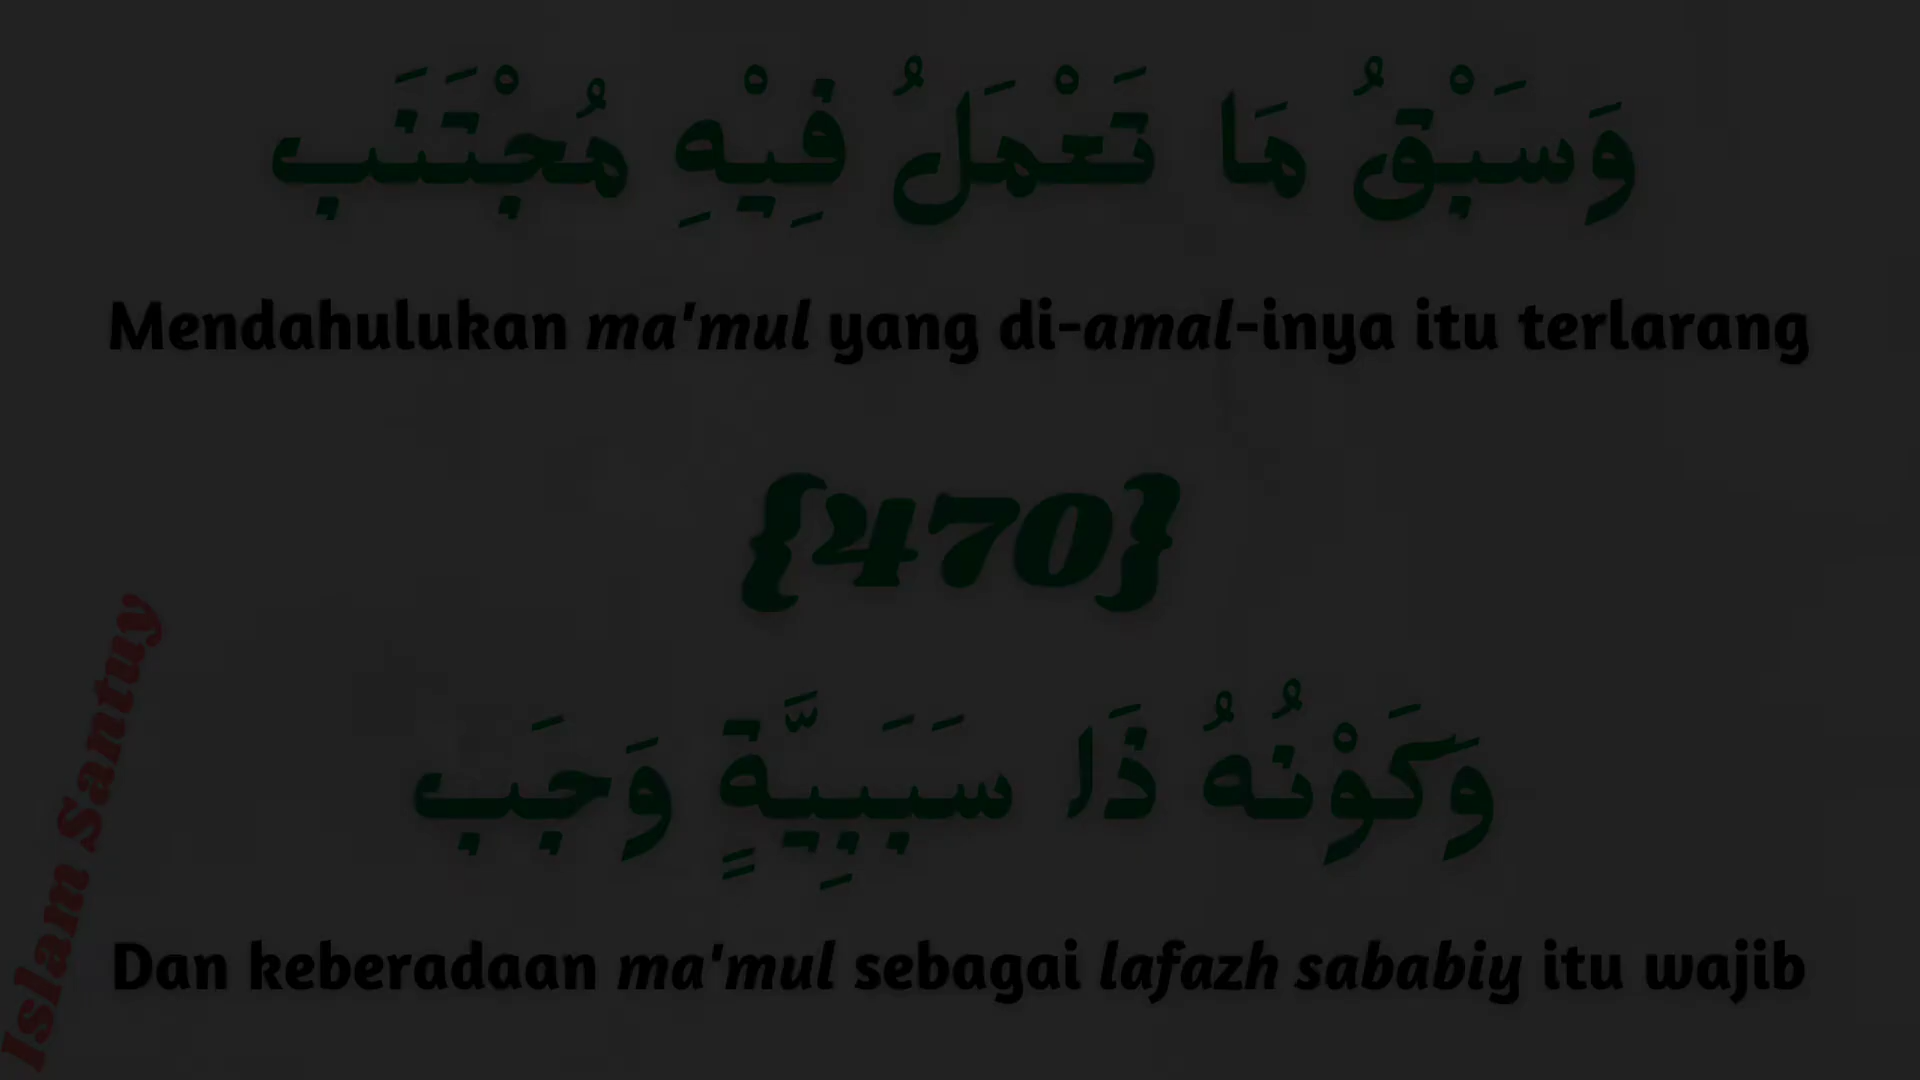 وَسَبْقُ مَا تَعْمَلُ فِيْهِ مُجْتَنَب
Mendahulukan ma'mul yang di-amal-inya itu terlarang
{470}
وَكَوْنُهُ ذَا سَبَبِيَّةٍ وَجَب
Dan keberadaan ma'mul sebagai lafazh sababiy itu wajib
Islam Santuy